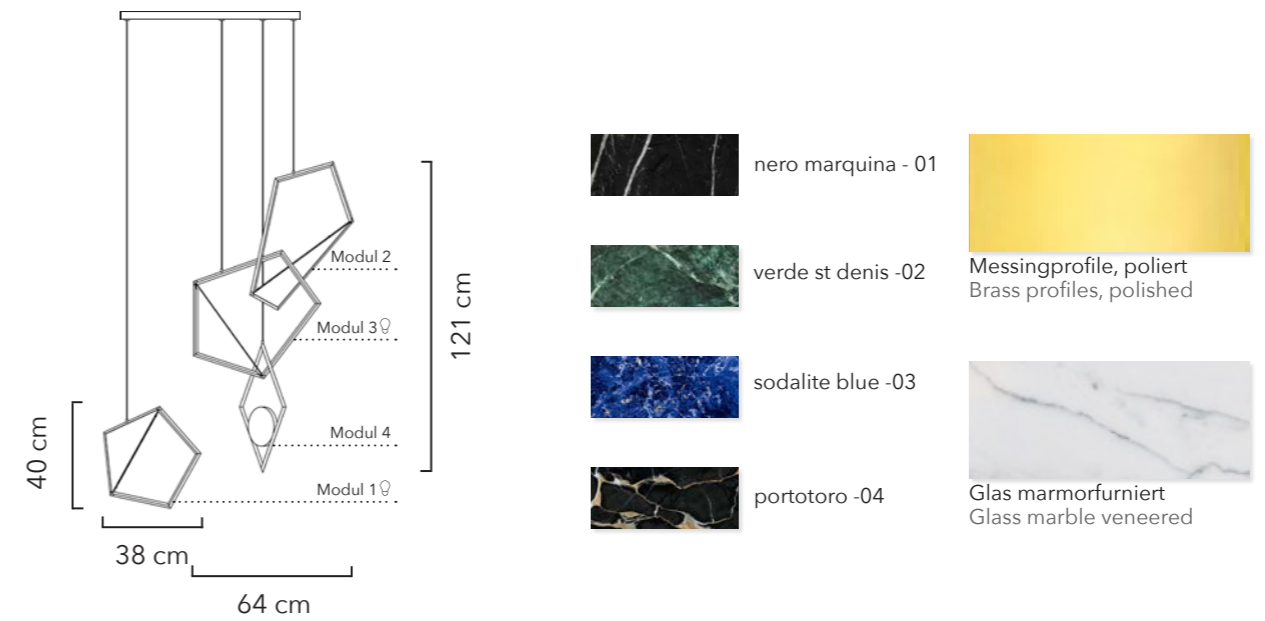 Modul 2
Modul 3
Modul 4
Modul 1
121 cm
40 cm
38 cm
64 cm
nero marquina - 01
verde st denis -02
sodalite blue -03
portotoro -04
Messingprofile, poliert
Brass profiles, polished
Glas marmorfurniert
Glass marble veneered